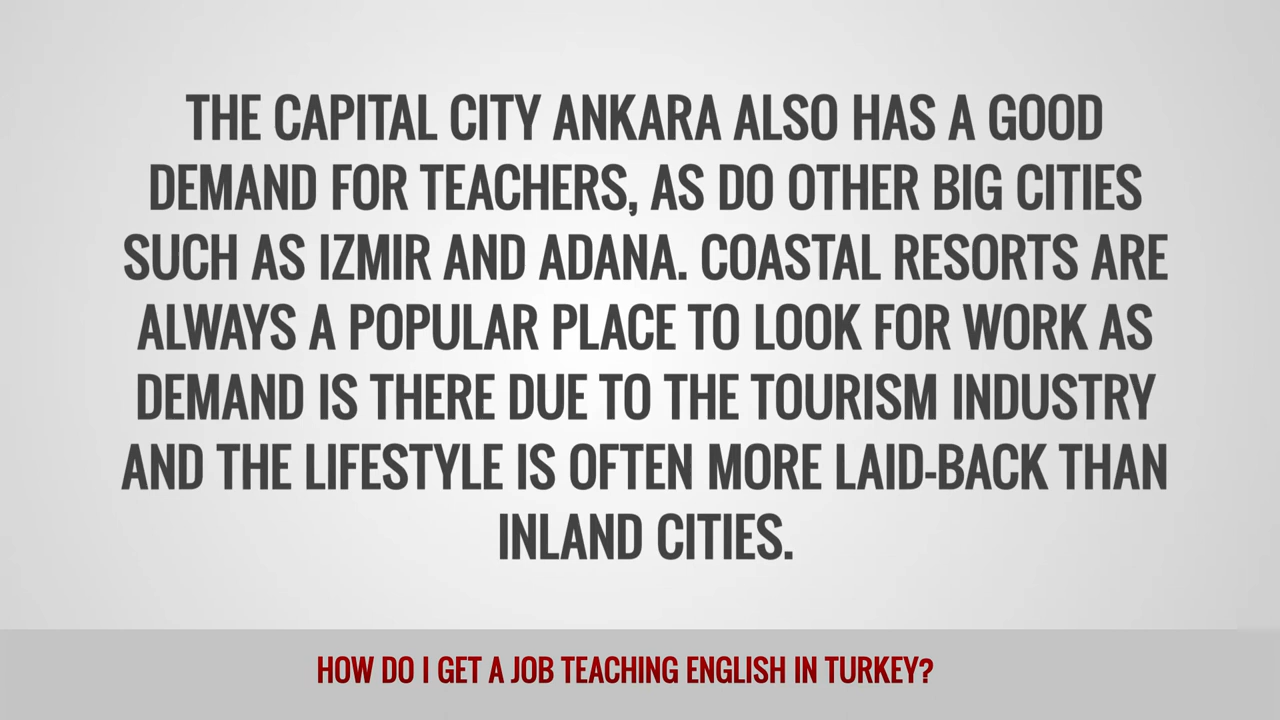 THE CAPITAL CITY ANKARA ALSO HAS A GOOD
DEMAND FOR TEACHERS, AS DO OTHER BIG CITIES
SUCH AS IZMIR AND ADANA. COASTAL RESORTS ARE
ALWAYS A POPULAR PLACE TO LOOK FOR WORK AS
DEMAND IS THERE DUE TO THE TOURISM INDUSTRY
AND THE LIFESTYLE IS OFTEN MORE LAID-BACK THAN
INLAND CITIES.
HOW DO I GET A JOB TEACHING ENGLISH IN TURKEY?